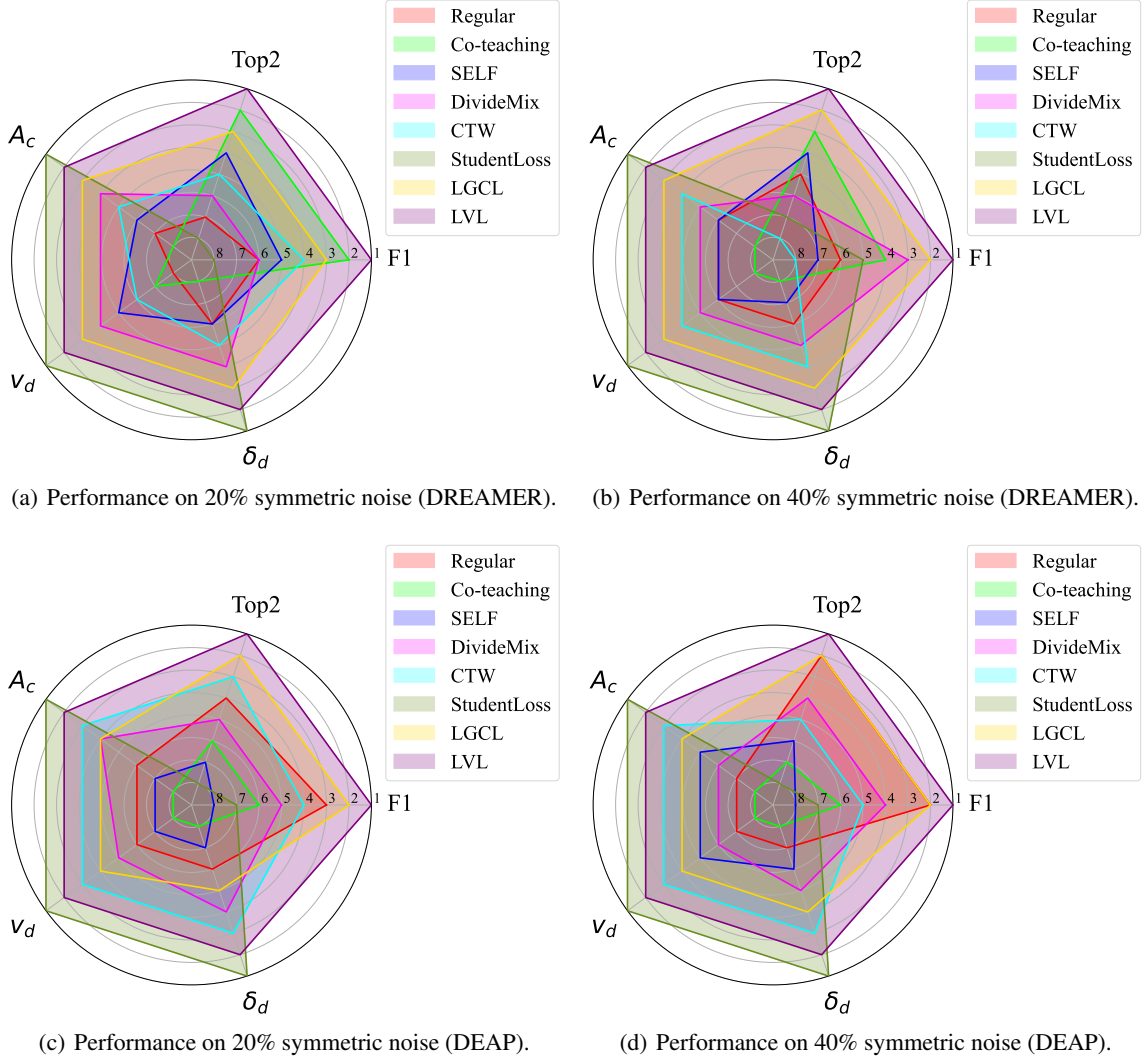 Regular
Co-teaching
SELF
DivideMix
CTW
StudentLoss
LGCL
LVL
Top2
A_c
8 7 6 5 4 3 2 1
F1
v_d
δ_d
(a) Performance on 20% symmetric noise (DREAMER).
Regular
Co-teaching
SELF
DivideMix
CTW
StudentLoss
LGCL
LVL
Top2
A_c
8 7 6 5 4 3 2 1
F1
v_d
δ_d
(b) Performance on 40% symmetric noise (DREAMER).
Regular
Co-teaching
SELF
DivideMix
CTW
StudentLoss
LGCL
LVL
Top2
A_c
8 7 6 5 4 3 2 1
F1
v_d
δ_d
(c) Performance on 20% symmetric noise (DEAP).
Regular
Co-teaching
SELF
DivideMix
CTW
StudentLoss
LGCL
LVL
Top2
A_c
8 7 6 5 4 3 2 1
F1
v_d
δ_d
(d) Performance on 40% symmetric noise (DEAP).